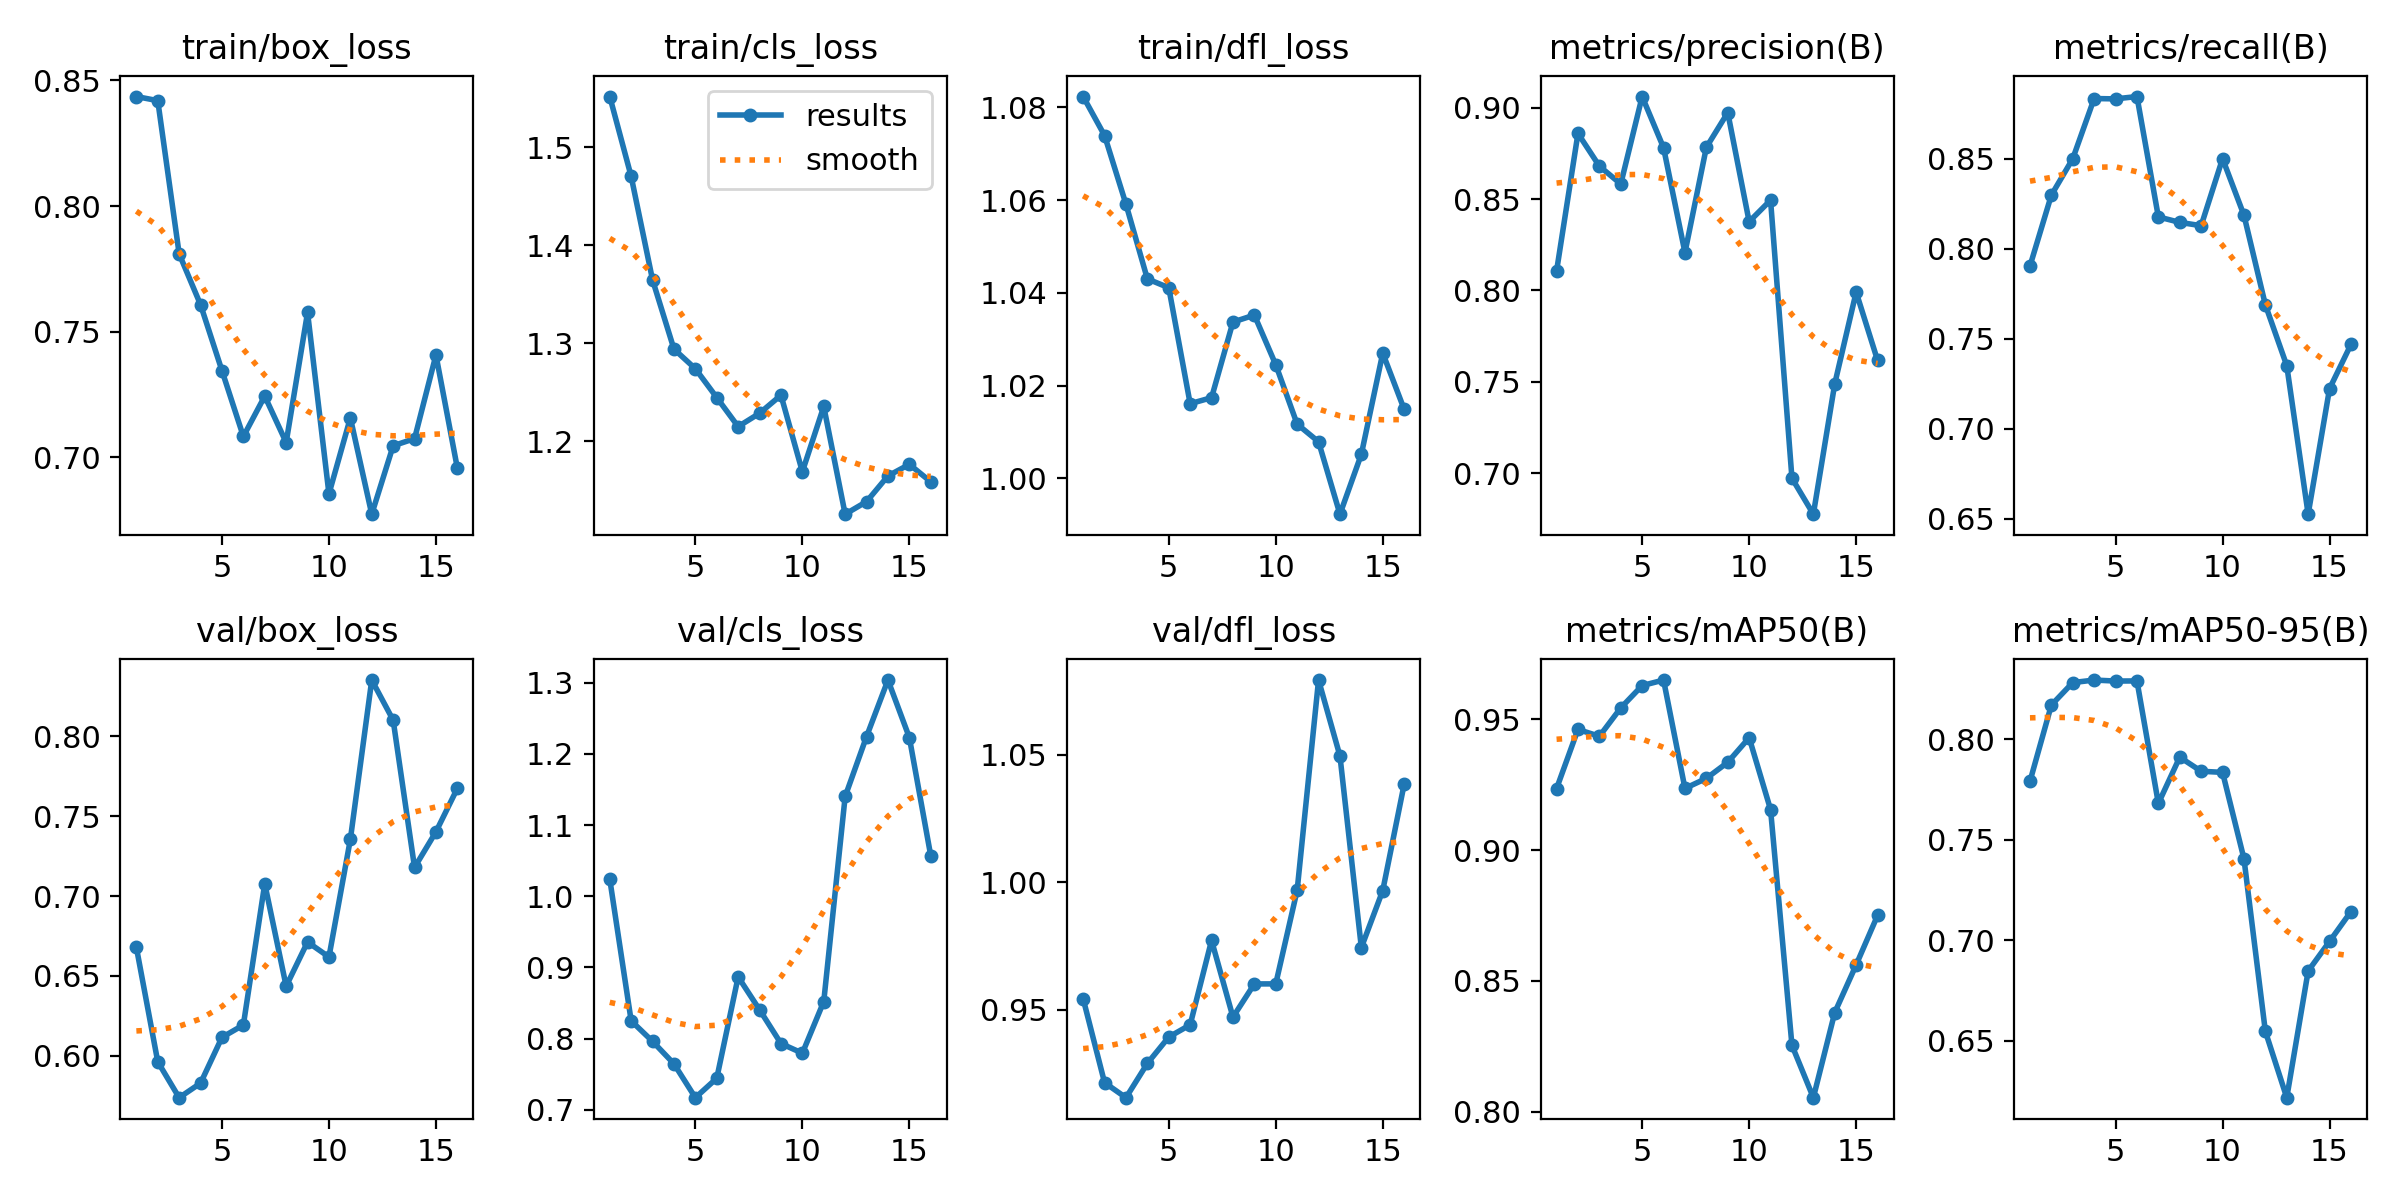 train/box_loss
train/cls_loss
train/dfl_loss
metrics/precision(B)
metrics/recall(B)
0.85
0.80
0.75
0.70
5 10 15
results
smooth
1.5
1.4
1.3
1.2
5 10 15
1.08
1.06
1.04
1.02
1.00
5 10 15
0.90
0.85
0.80
0.75
0.70
5 10 15
0.85
0.80
0.75
0.70
0.65
5 10 15
val/box_loss
val/cls_loss
val/dfl_loss
metrics/mAP50(B)
metrics/mAP50-95(B)
0.80
0.75
0.70
0.65
0.60
5 10 15
1.3
1.2
1.1
1.0
0.9
0.8
0.7
5 10 15
1.05
1.00
0.95
5 10 15
0.95
0.90
0.85
0.80
5 10 15
0.80
0.75
0.70
0.65
5 10 15